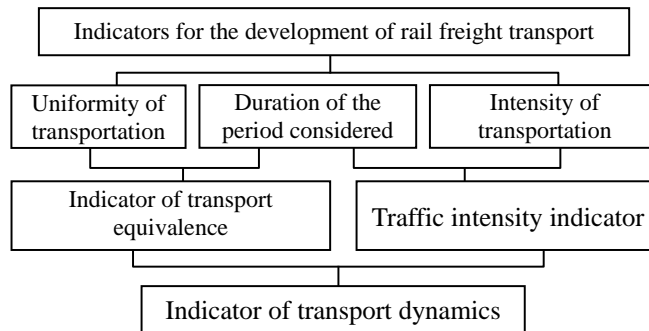 Indicators for the development of rail freight transport
Uniformity of
transportation
Duration of the
period considered
Intensity of
transportation
Indicator of transport
equivalence
Traffic intensity indicator
Indicator of transport dynamics